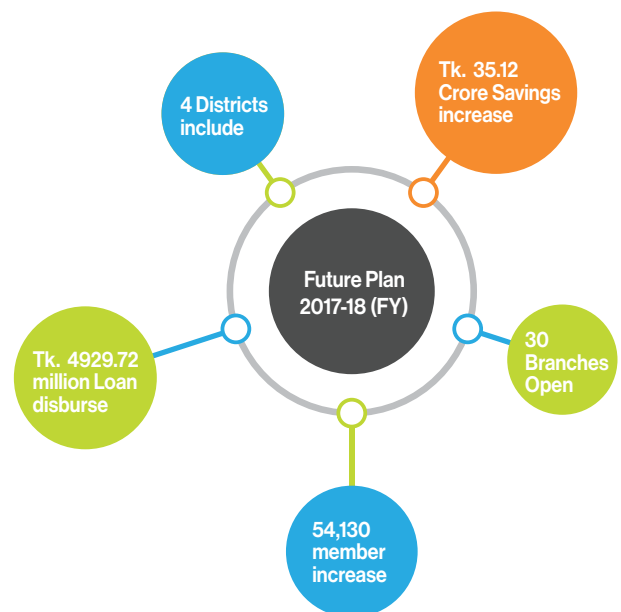 4 Districts
include
Tk. 35.12
Crore Savings
increase
Future Plan
2017-18 (FY)
Tk. 4929.72
million Loan
disburse
30
Branches
Open
54,130
member
increase